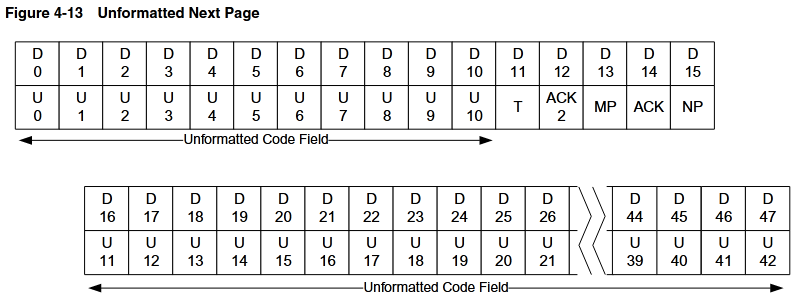 Figure 4-13 Unformatted Next Page
D D D D D D D D D D D D D D D D
0 1 2 3 4 5 6 7 8 9 10 11 12 13 14 15
U U U U U U U U U U U T ACK MP ACK NP
0 1 2 3 4 5 6 7 8 9 10 2
Unformatted Code Field
D D D D D D D D D D D D D D D
16 17 18 19 20 21 22 23 24 25 26 44 45 46 47
U U U U U U U U U U U U U U U
11 12 13 14 15 16 17 18 19 20 21 39 40 41 42
Unformatted Code Field